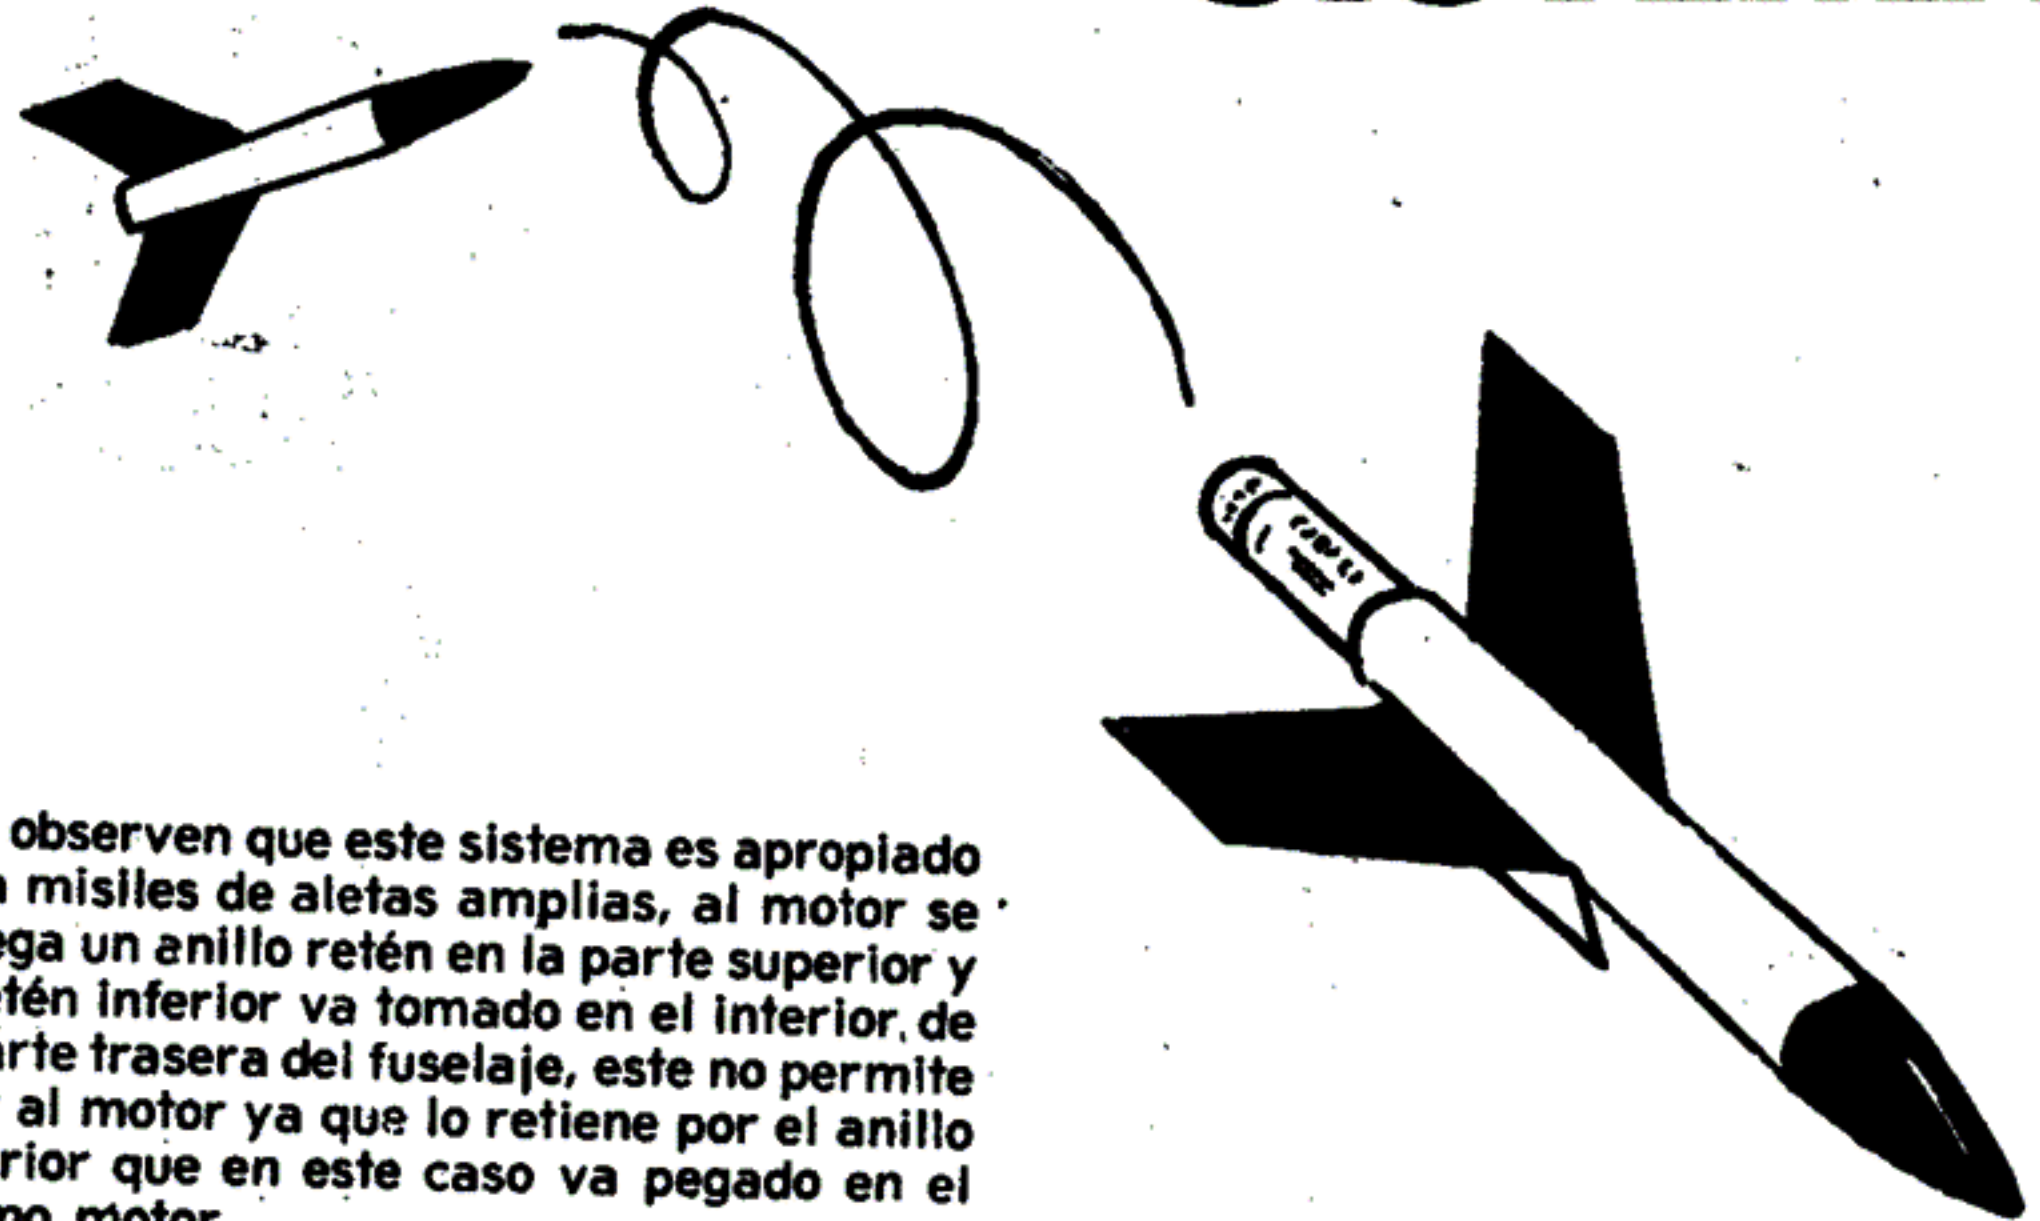 observen que este sistema es apropiado
misiles de aletas amplias, al motor se
ega un anillo retén en la parte superior y
tén inferior va tomado en el interior, de
rte trasera del fuselaje, este no permite
al motor ya que lo retiene por el anillo
rior que en este caso va pegado en el
motor